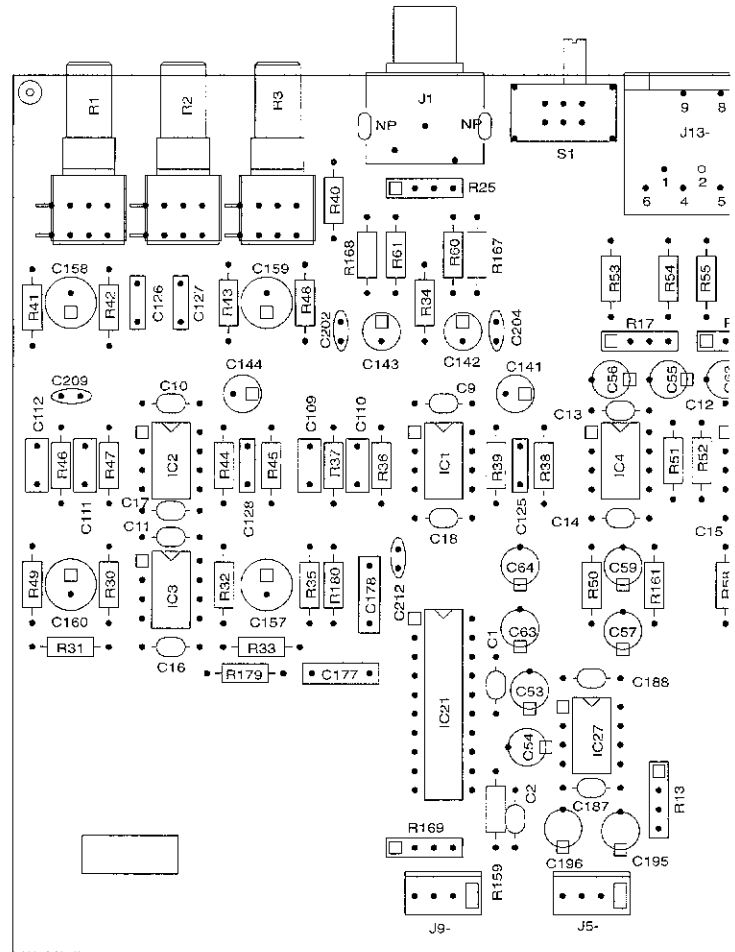 R1 R2 R3 J1 9 8
NP NP J13-
S1
1 2
R40 R25 6 4 5
R168 R61 R60 R167
C158 C159 R53 R54 R55
R41 R42 C126 C127 R43 R48 R34
C202 C204 R17
C143 C142
C144 C141 C56 C55
C209 C10 C9 C12
C112 C109 C110 C13
R46 R47 IC2 R44 R45 R37 R36 IC1 R39 R38 IC4 R51 R52
C111 C17 C128 C125
C11 C18 C14 C15
C64 C59
R49 R30 IC3 R32 R35 R180 C178 C212 R50 R161 R58
C160 C157
C63 C57
R31 C16 R33 C1
R179 C177 C53 C188
IC21
C54 IC27
R13
C2 C187
R169
R159 C196 C195
J9- J5-